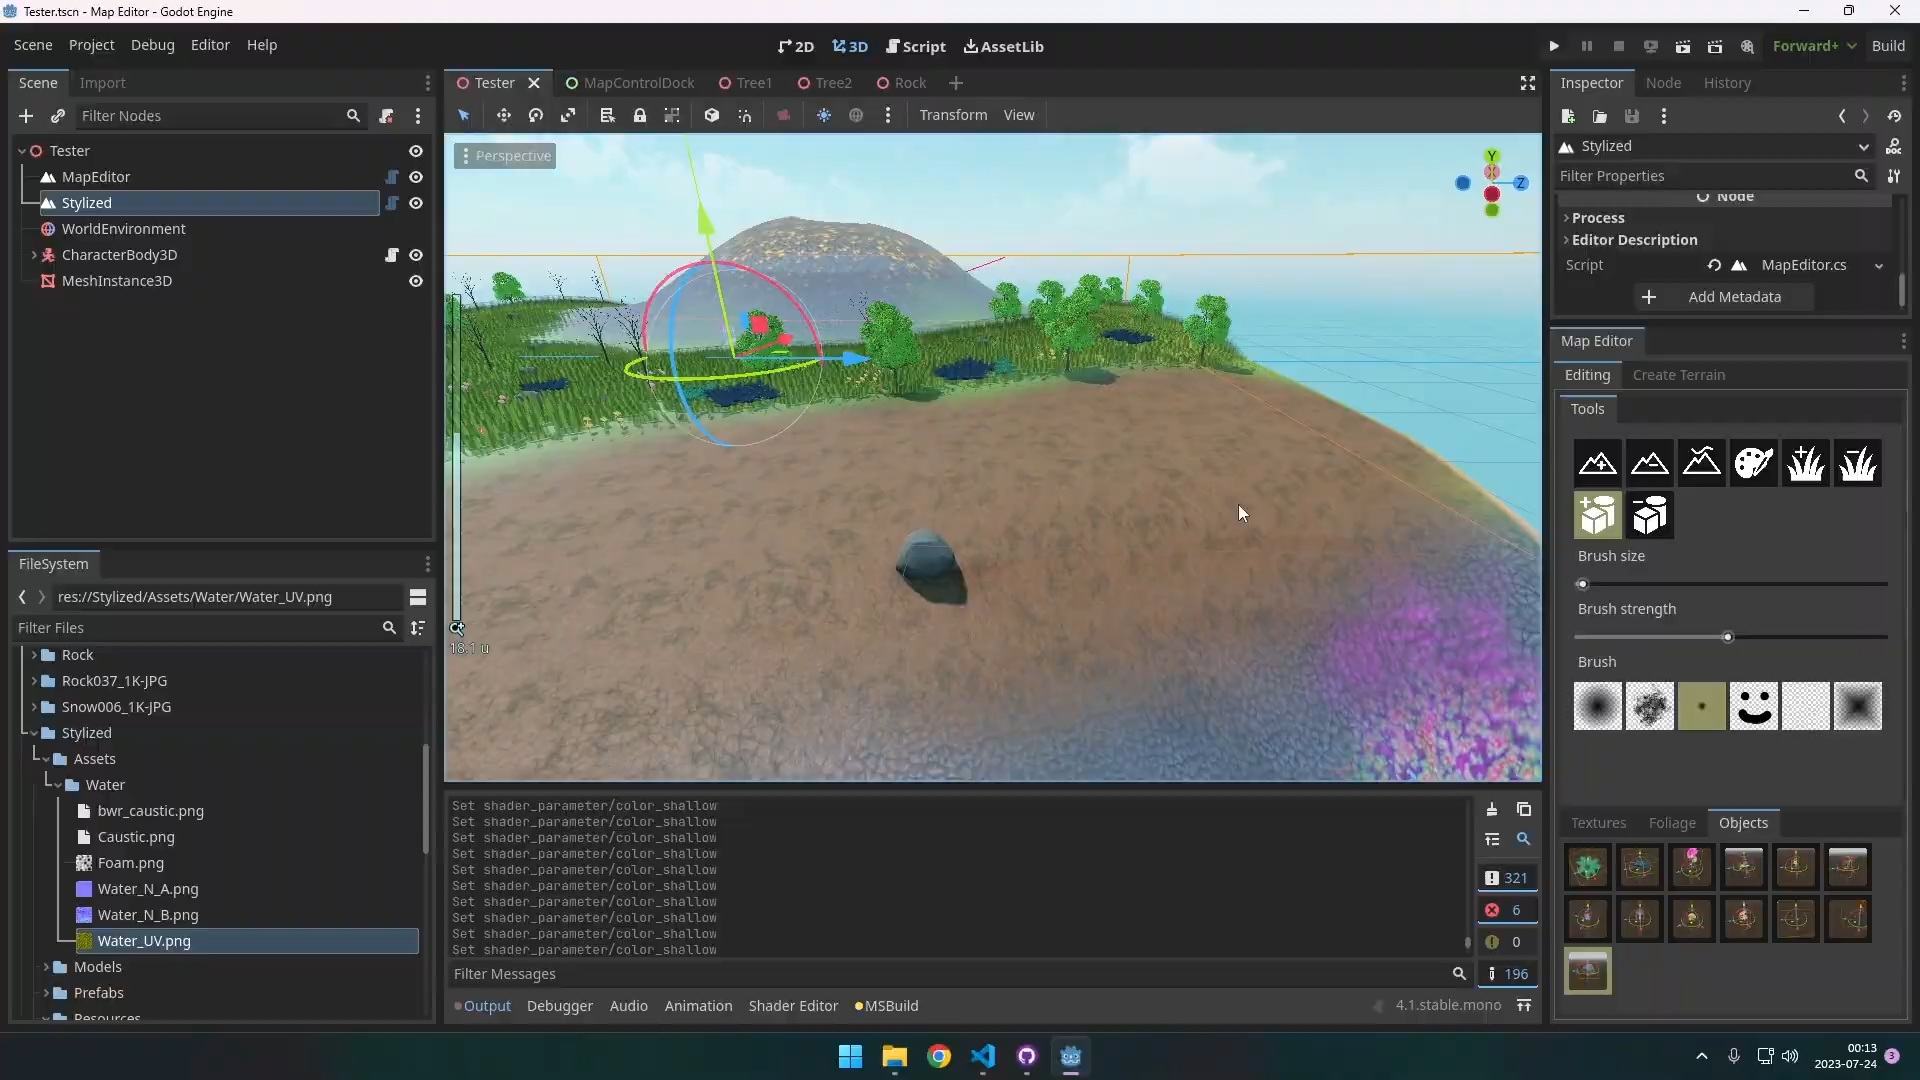 Tester.tscn - Map Editor - Godot Engine
Scene Project Debug Editor Help
2D 3D Script AssetLib
Forward+ Build
Scene Import
Filter Nodes
Tester
MapEditor
Stylized
WorldEnvironment
CharacterBody3D
MeshInstance3D
FileSystem
res://Stylized/Assets/Water/Water_UV.png
Filter Files
Rock
Rock037_1K-JPG
Snow006_1K-JPG
Stylized
Assets
Water
bwr_caustic.png
Caustic.png
Foam.png
Water_N_A.png
Water_N_B.png
Water_UV.png
Models
Prefabs
Resources
Tester MapControlDock Tree1 Tree2 Rock
Transform View
Perspective
Y
X
Z
18.1 u
Set shader_parameter/color_shallow
Set shader_parameter/color_shallow
Set shader_parameter/color_shallow
Set shader_parameter/color_shallow
Set shader_parameter/color_shallow
Set shader_parameter/color_shallow
Set shader_parameter/color_shallow
Set shader_parameter/color_shallow
Set shader_parameter/color_shallow
Set shader_parameter/color_shallow
321
6
0
196
Filter Messages
Output Debugger Audio Animation Shader Editor MSBuild
4.1.stable.mono
Inspector Node History
Stylized
Filter Properties
Node
Process
Editor Description
Script MapEditor.cs
Add Metadata
Map Editor
Editing Create Terrain
Tools
Brush size
Brush strength
Brush
Textures Foliage Objects
00:13
2023-07-24
3